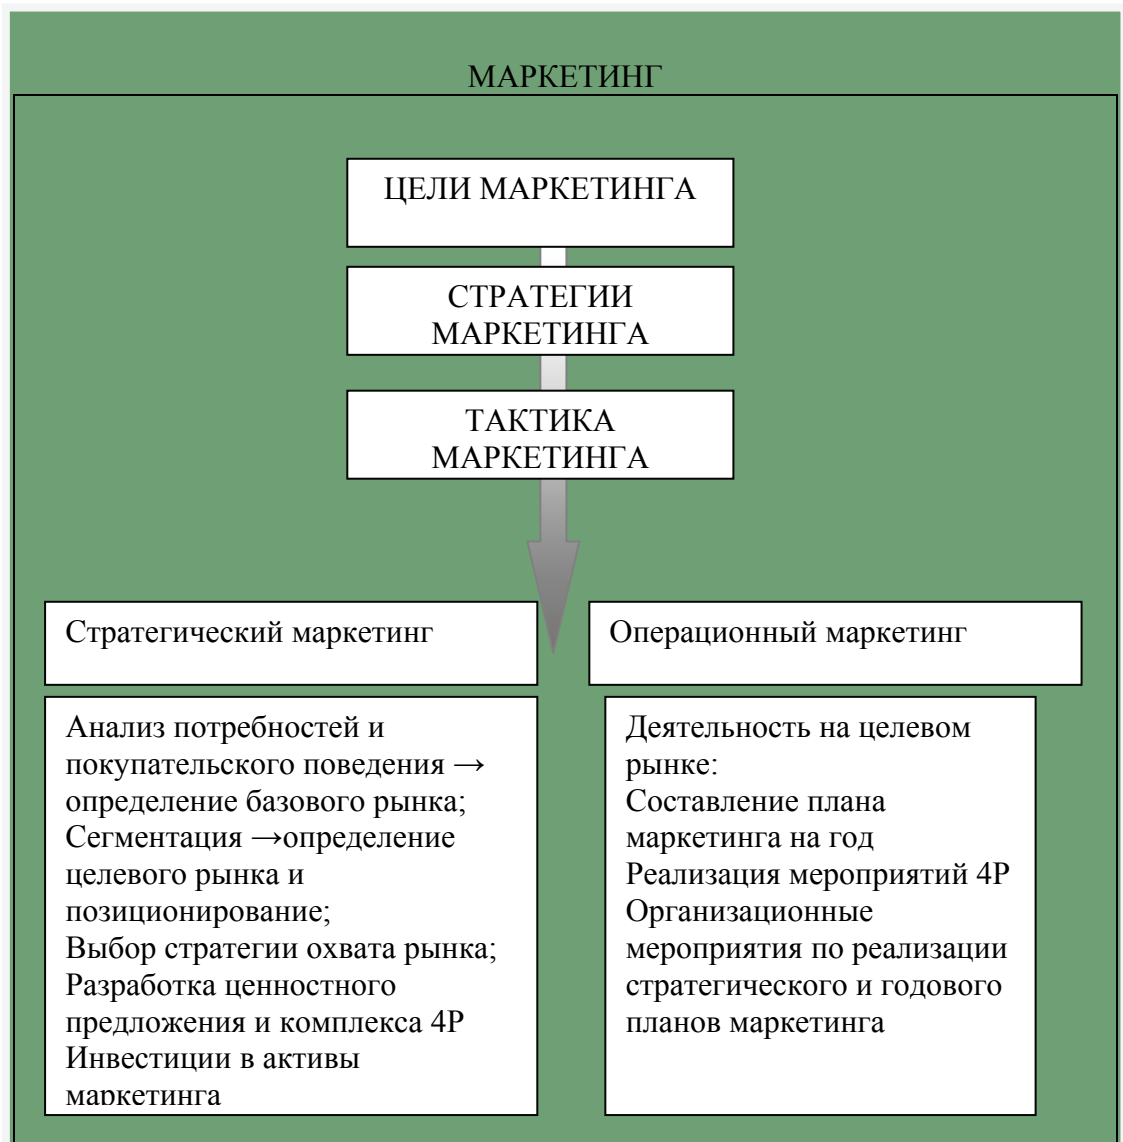 МАРКЕТИНГ
ЦЕЛИ МАРКЕТИНГА
СТРАТЕГИИ
МАРКЕТИНГА
ТАКТИКА
МАРКЕТИНГА
Стратегический маркетинг
Операционный маркетинг
Анализ потребностей и
покупательского поведения →
определение базового рынка;
Сегментация →определение
целевого рынка и
позиционирование;
Выбор стратегии охвата рынка;
Разработка ценностного
предложения и комплекса 4Р
Инвестиции в активы
маркетинга
Деятельность на целевом
рынке:
Составление плана
маркетинга на год
Реализация мероприятий 4Р
Организационные
мероприятия по реализации
стратегического и годового
планов маркетинга